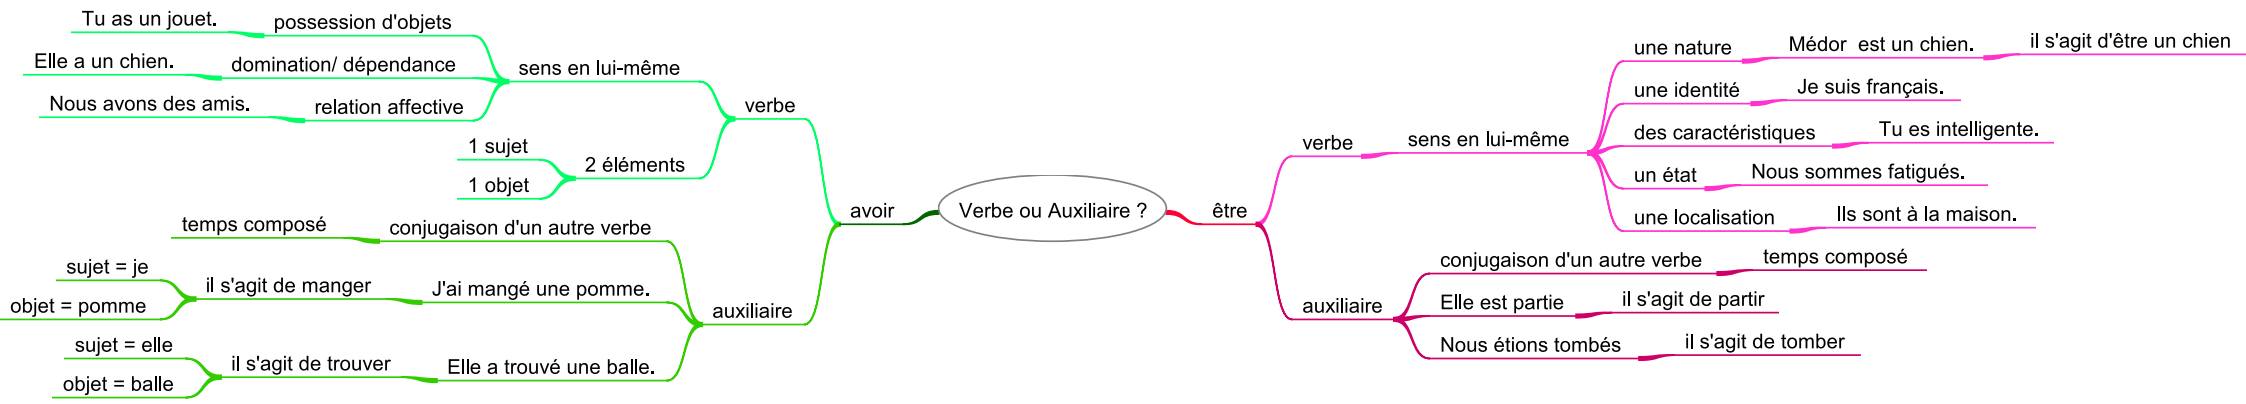 Verbe ou Auxiliaire ?
avoir
verbe
sens en lui-même
possession d'objets
Tu as un jouet.
domination/ dépendance
Elle a un chien.
relation affective
Nous avons des amis.
2 éléments
1 sujet
1 objet
auxiliaire
conjugaison d'un autre verbe
temps composé
J'ai mangé une pomme.
il s'agit de manger
sujet = je
objet = pomme
Elle a trouvé une balle.
il s'agit de trouver
sujet = elle
objet = balle
être
verbe
sens en lui-même
une nature
Médor  est un chien.
il s'agit d'être un chien
une identité
Je suis français.
des caractéristiques
Tu es intelligente.
un état
Nous sommes fatigués.
une localisation
Ils sont à la maison.
auxiliaire
conjugaison d'un autre verbe
temps composé
Elle est partie
il s'agit de partir
Nous étions tombés
il s'agit de tomber